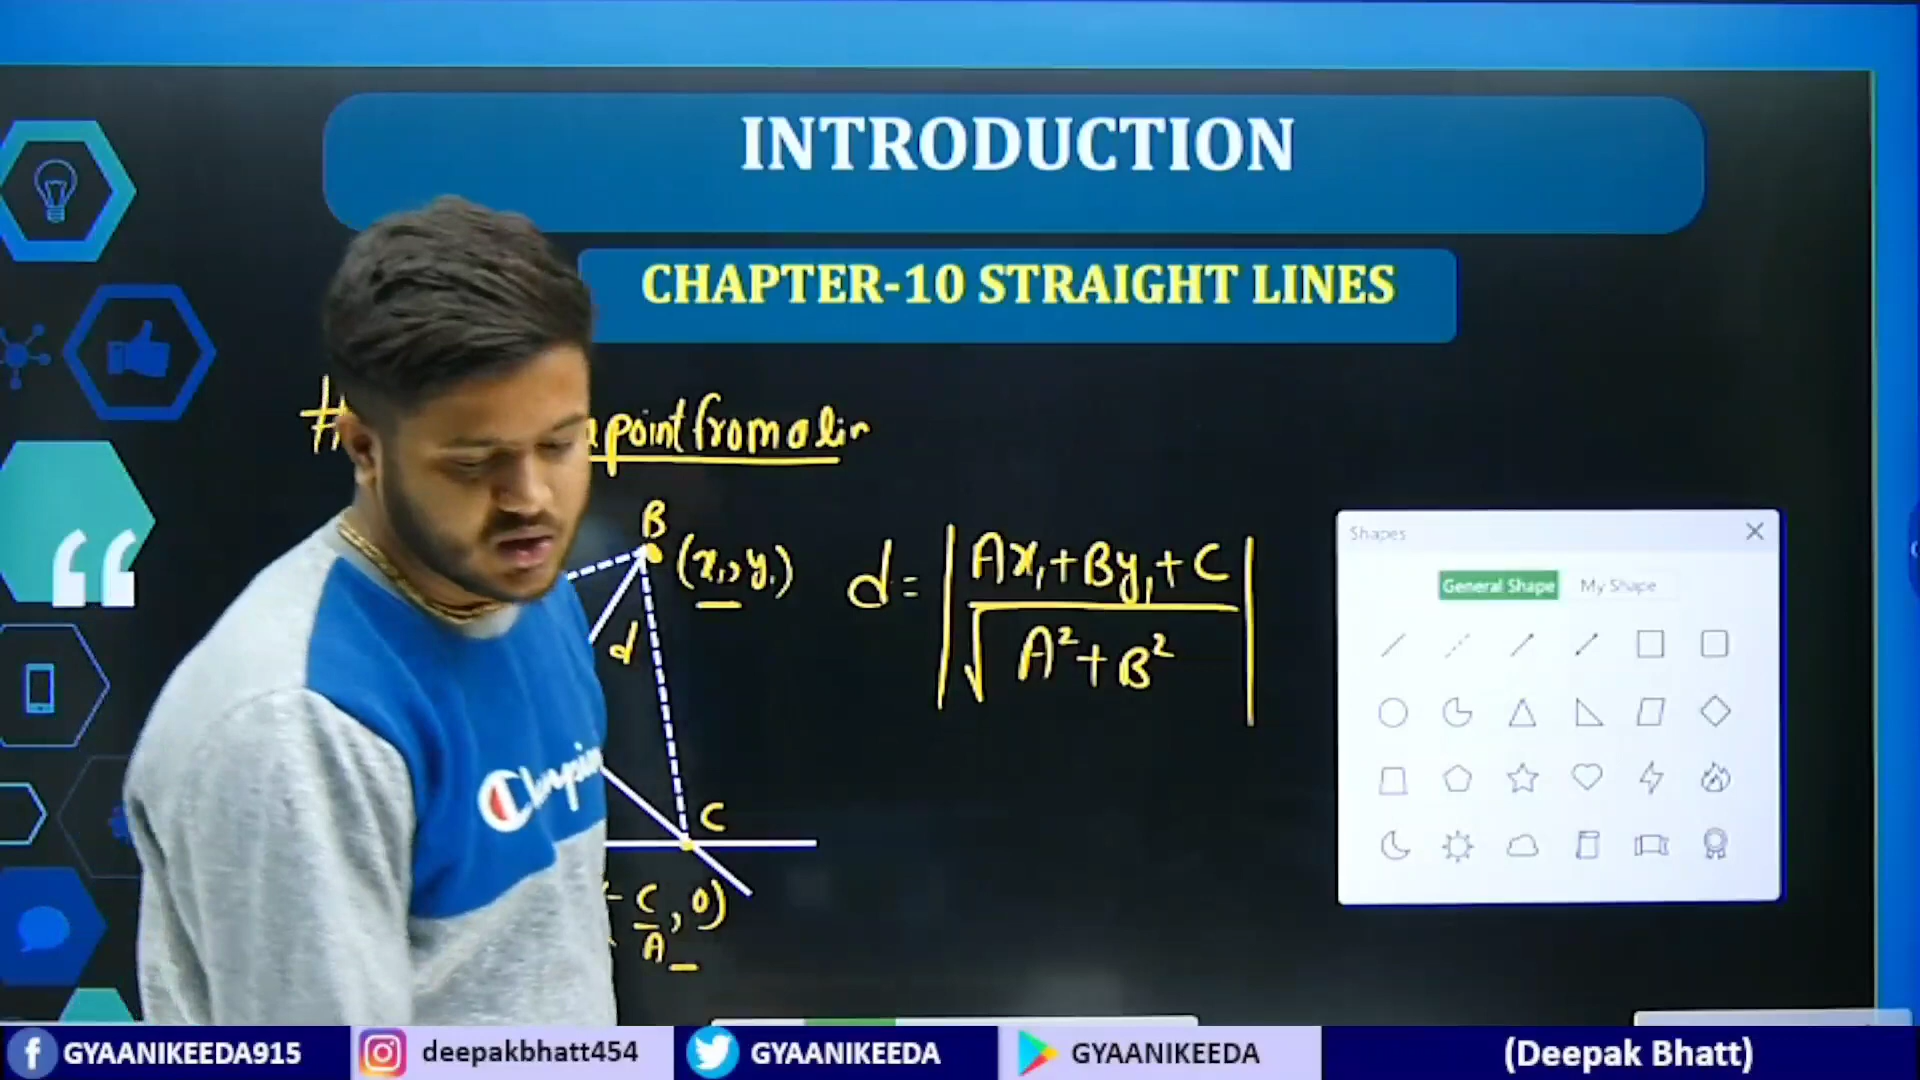 INTRODUCTION
CHAPTER-10 STRAIGHT LINES
#
point from a lin
B
(x₁, y₁)
d = |Ax₁ + By₁ + C / √A² + B²|
d
C
(-C/A, 0)
Shapes
General Shape My Shape
Champion
GYAANIKEEDA915
deepakbhatt454
GYAANIKEEDA
GYAANIKEEDA
(Deepak Bhatt)